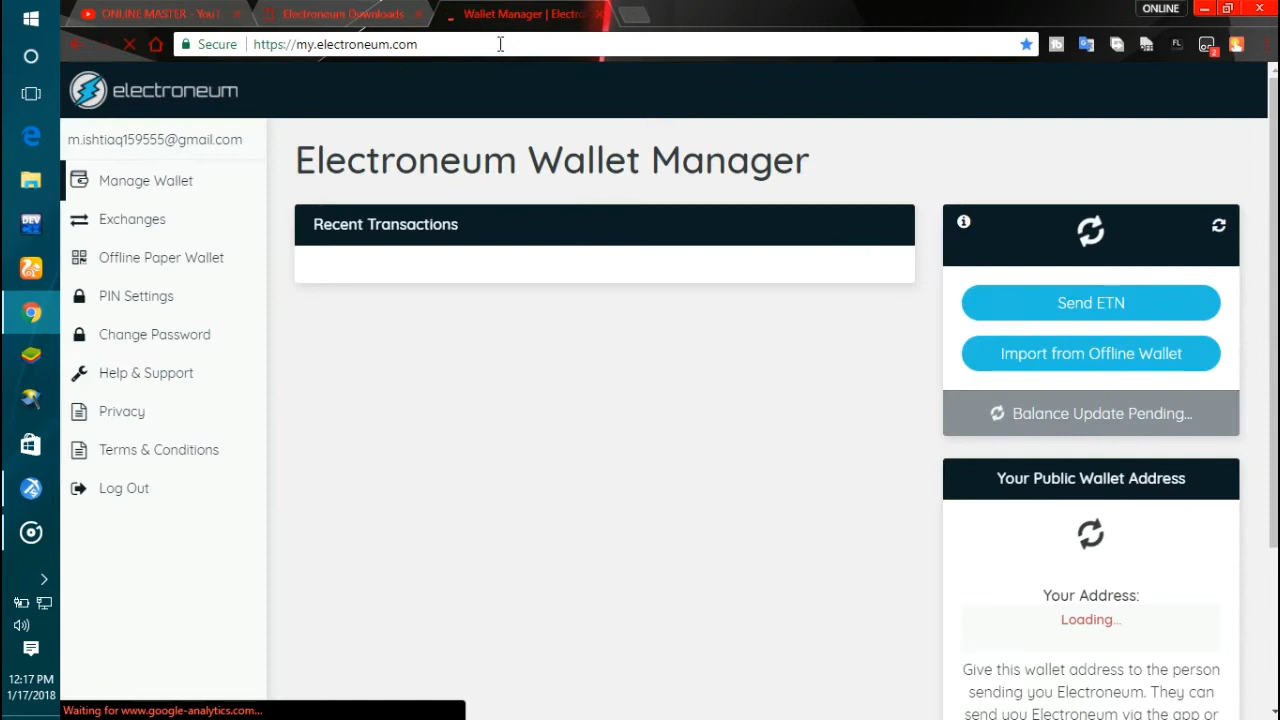 ONLINE MASTER - YouT
Electroneum Downloads
Wallet Manager | Electro
ONLINE
Secure
https://my.electroneum.com
FL
2
electroneum
m.ishtiaq159555@gmail.com
Manage Wallet
Exchanges
Offline Paper Wallet
PIN Settings
Change Password
Help & Support
Privacy
Terms & Conditions
Log Out
Electroneum Wallet Manager
Recent Transactions
Send ETN
Import from Offline Wallet
Balance Update Pending...
Your Public Wallet Address
Your Address:
Loading...
Give this wallet address to the person
sending you Electroneum. They can
send you Electroneum via the app or
DEV
12:17 PM
1/17/2018
Waiting for www.google-analytics.com...